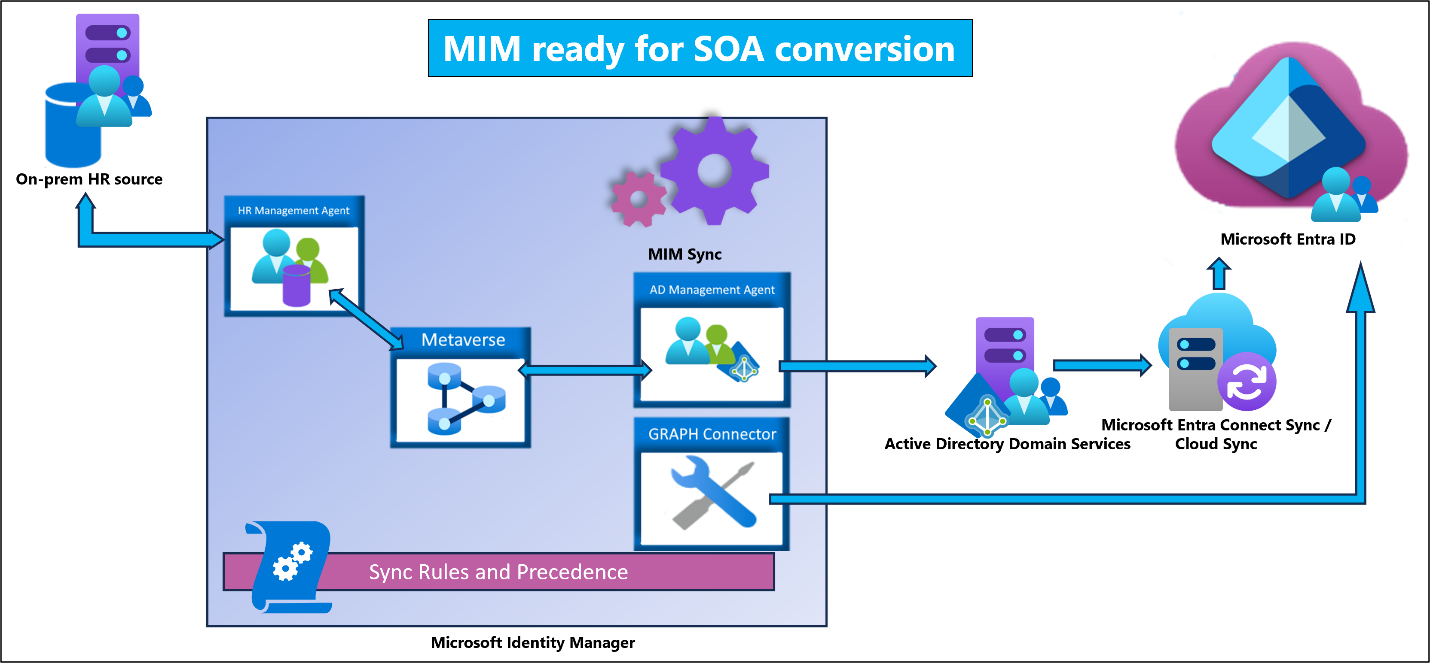 MIM ready for SOA conversion
On-prem HR source
HR Management Agent
MIM Sync
Metaverse
AD Management Agent
GRAPH Connector
Sync Rules and Precedence
Microsoft Identity Manager
Active Directory Domain Services
Microsoft Entra Connect Sync /
Cloud Sync
Microsoft Entra ID